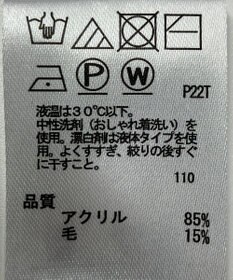 P
W
P22T
液温は30℃以下。
中性洗剤（おしゃれ着洗い）を
使用。漂白剤は液体タイプを使
用。よくすすぎ、絞りの後すぐ
に干すこと。
110
品質
アクリル 85%
毛 15%